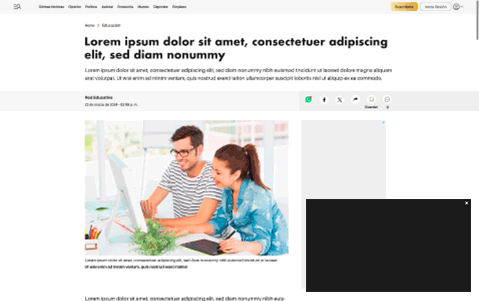 Últimas Noticias Opinión Política Judicial Economía Mundo Deportes Empleos Suscríbete Inicia Sesión
Home > Educación
Lorem ipsum dolor sit amet, consectetuer adipiscing
elit, sed diam nonummy
Lorem ipsum dolor sit amet, consectetuer adipiscing elit, sed diam nonummy nibh euismod tincidunt ut laoreet dolore magna aliquam
erat volutpat. Ut wisi enim ad minim veniam, quis nostrud exerci tation ullamcorper suscipit lobortis nisl ut aliquip ex ea commodo.
Red Educativa
Guardar
Lorem ipsum dolor sit amet, consectetuer adipiscing elit, sed diam nonummy nibh euismod tincidunt ut laoreet.
Ut wisi enim ad minim veniam, quis nostrud exerci tation
Lorem ipsum dolor sit amet, consectetuer adipiscing elit, sed diam nonummy nibh euis-